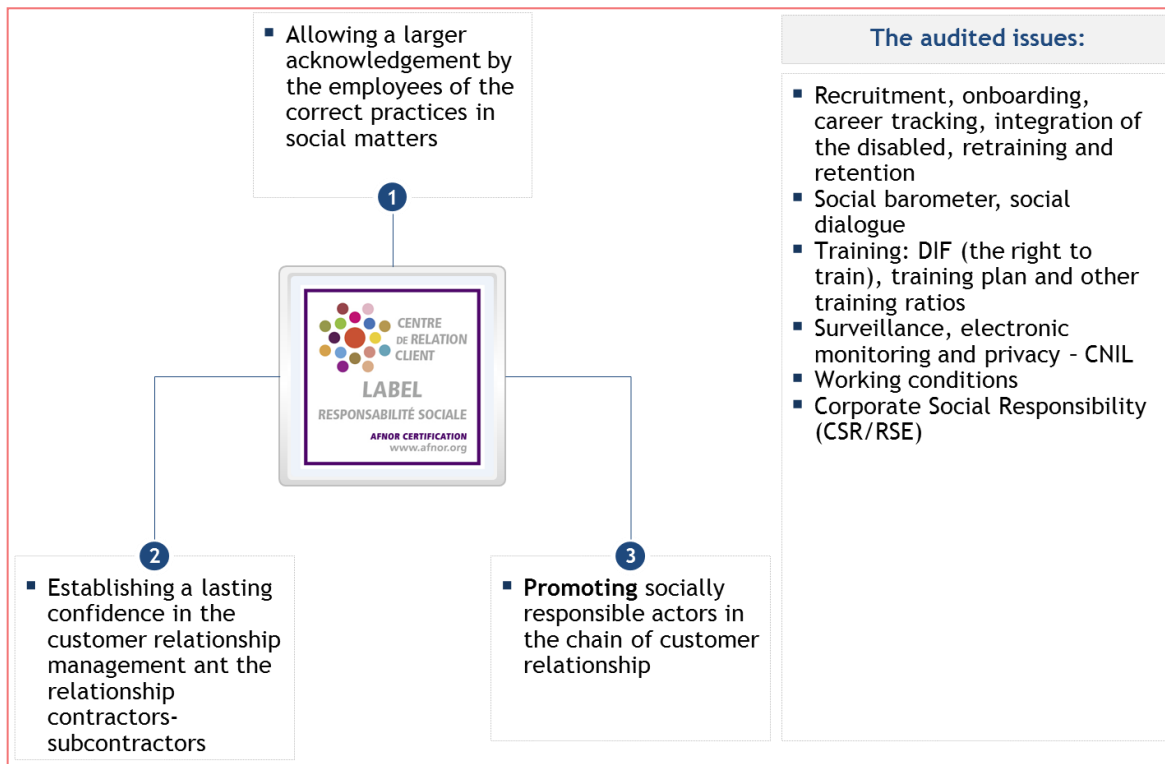 Allowing a larger
acknowledgement by
the employees of the
correct practices in
social matters
1
CENTRE
DE RELATION
CLIENT
LABEL
RESPONSABILITÉ SOCIALE
AFNOR CERTIFICATION
www.afnor.org
2
Establishing a lasting
confidence in the
customer relationship
management ant the
relationship
contractors-
subcontractors
3
Promoting socially
responsible actors in
the chain of customer
relationship
The audited issues:
Recruitment, onboarding,
career tracking, integration of
the disabled, retraining and
retention
Social barometer, social
dialogue
Training: DIF (the right to
train), training plan and other
training ratios
Surveillance, electronic
monitoring and privacy – CNIL
Working conditions
Corporate Social Responsibility
(CSR/RSE)